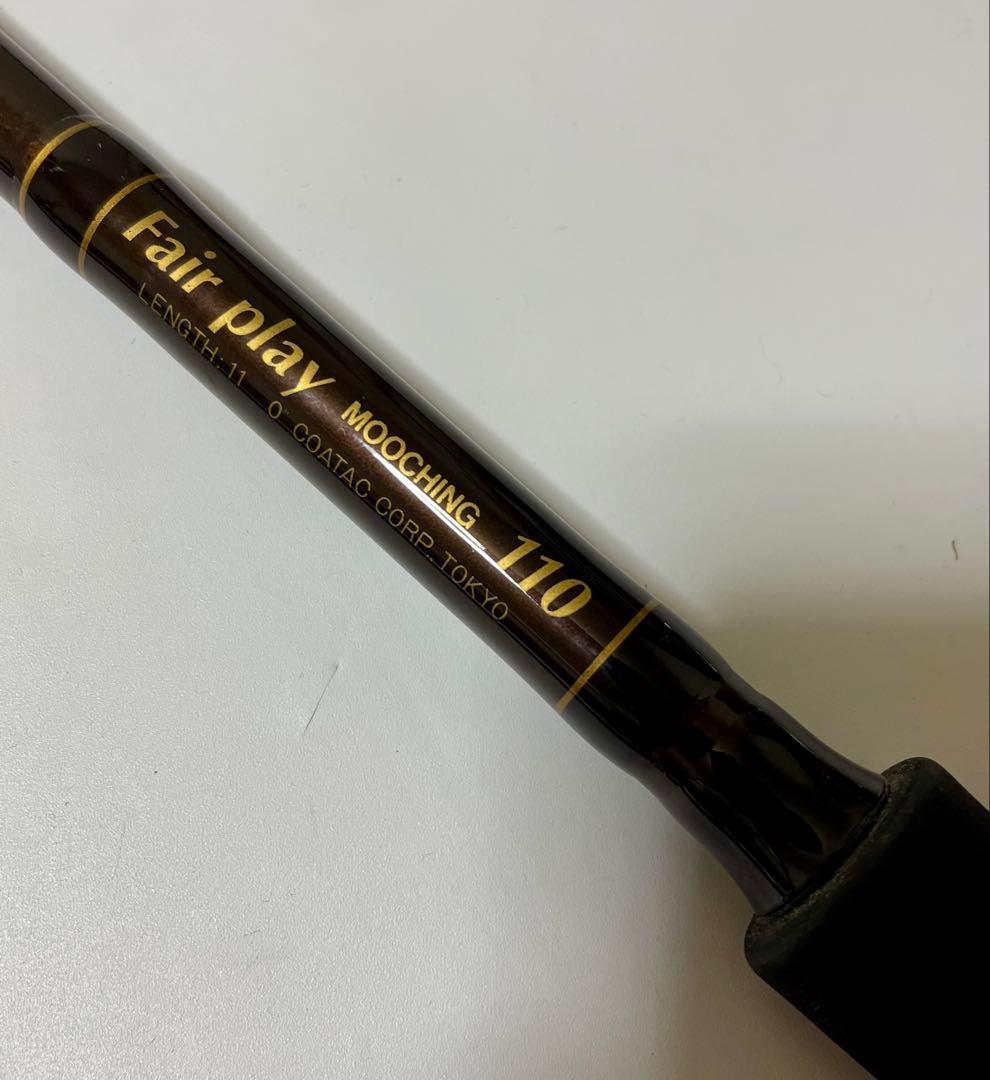 Fair play MOOCHING 110
LENGTH: 11' 0" COATAC CORP. TOKYO